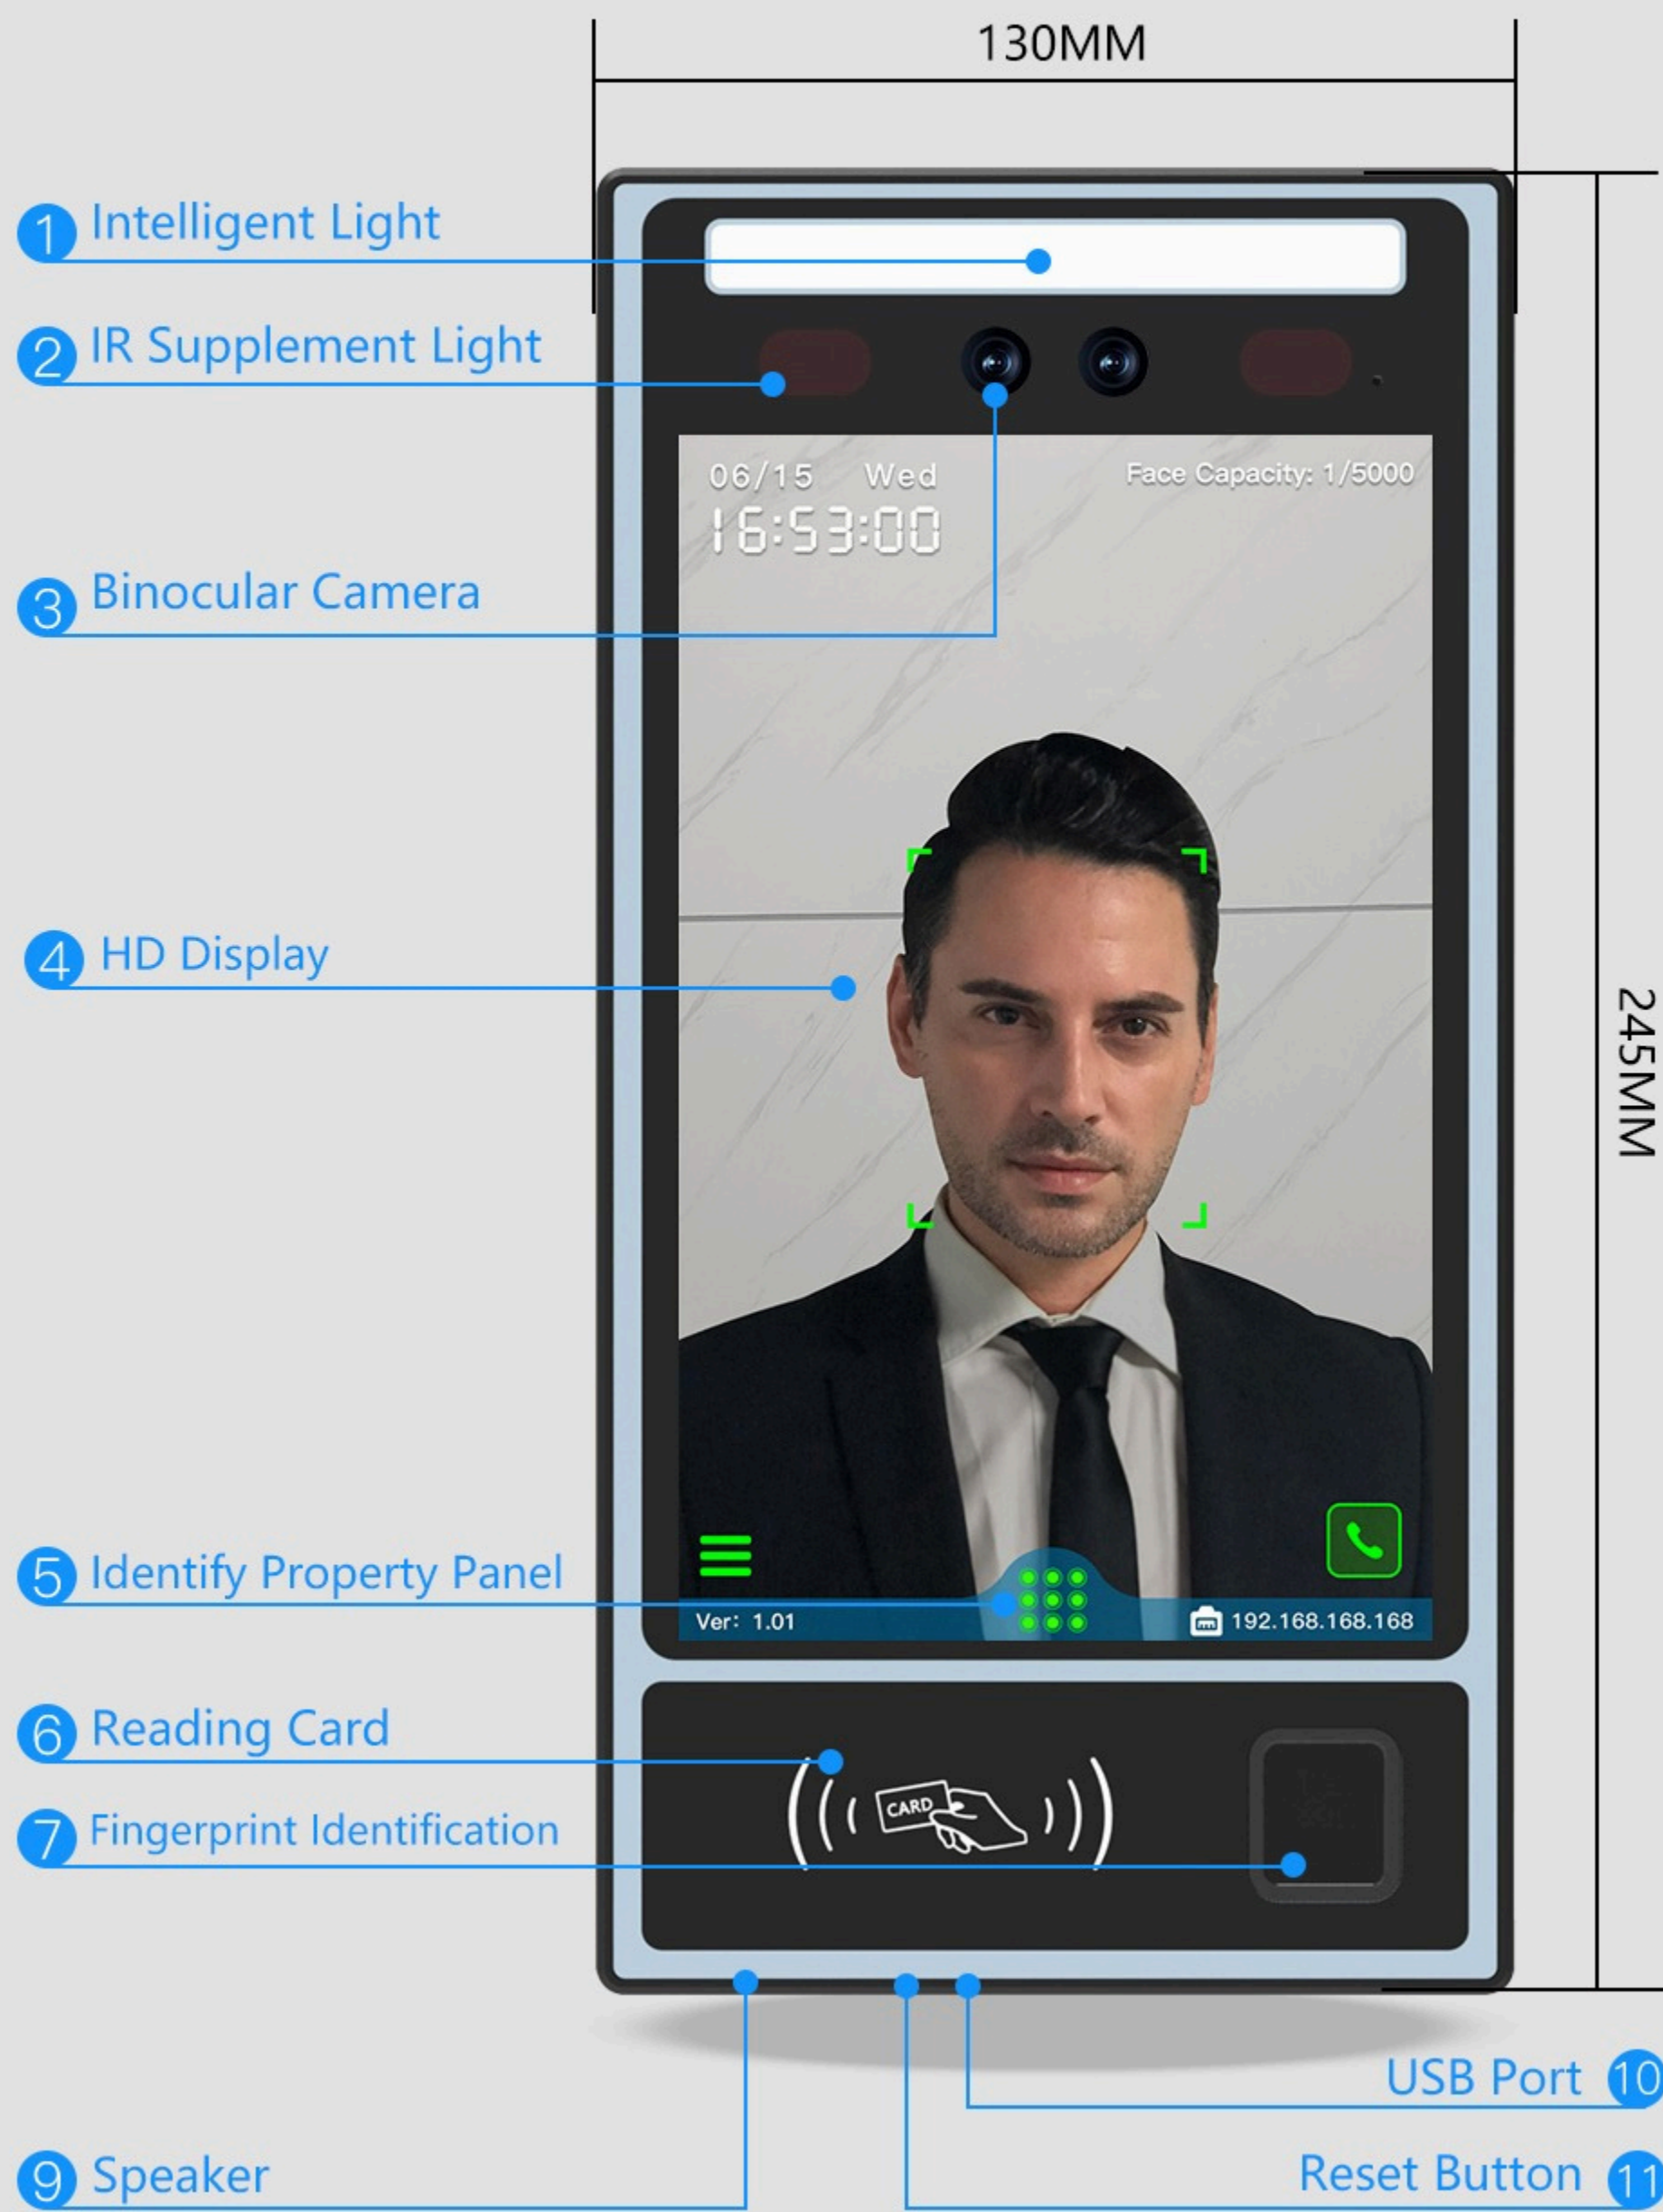 130MM
1 Intelligent Light
2 IR Supplement Light
06/15 Wed
Face Capacity: 1/5000
16:53:00
3 Binocular Camera
4 HD Display
245MM
5 Identify Property Panel
Ver: 1.01
192.168.168.168
6 Reading Card
CARD
7 Fingerprint Identification
USB Port 10
9 Speaker
Reset Button 11